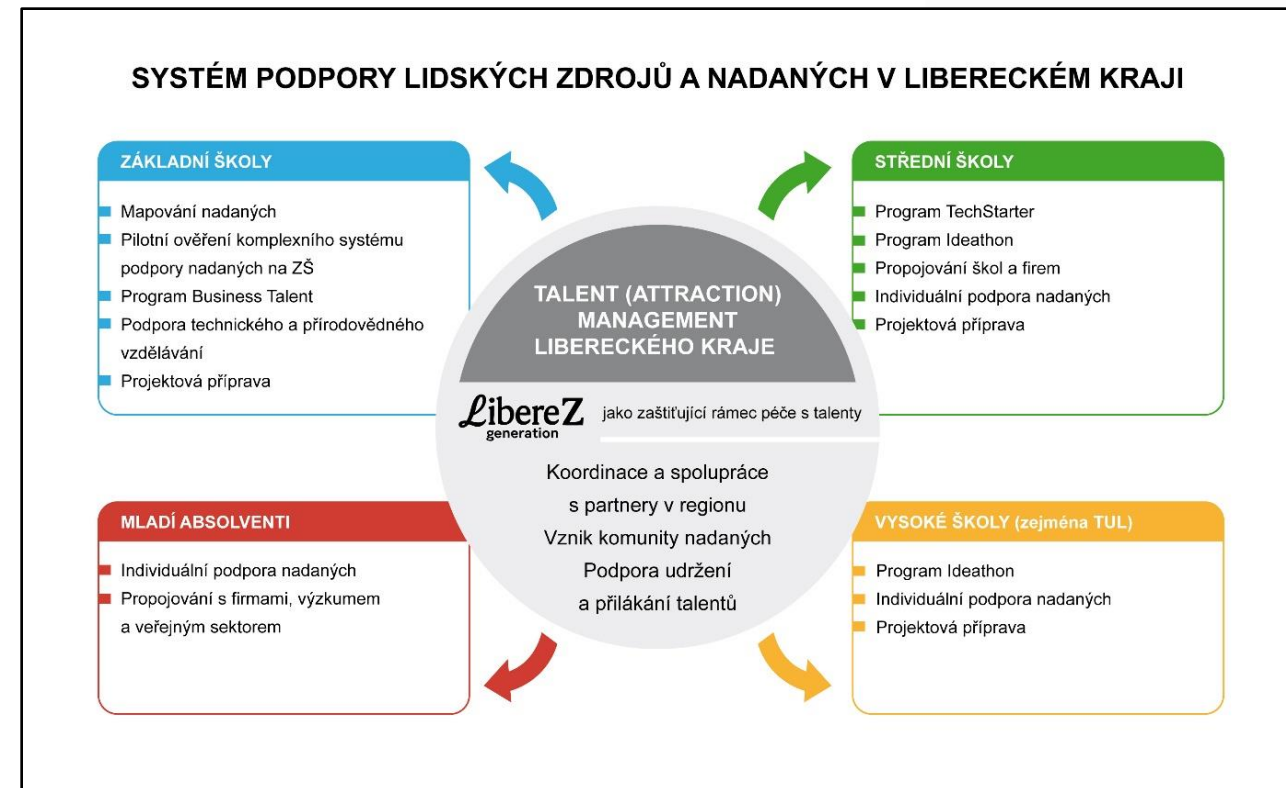 SYSTÉM PODPORY LIDSKÝCH ZDROJŮ A NADANÝCH V LIBERECKÉM KRAJI
ZÁKLADNÍ ŠKOLY
Mapování nadaných
Pilotní ověření komplexního systému
podpory nadaných na ZŠ
Program Business Talent
Podpora technického a přírodovědného
vzdělávání
Projektová příprava
STŘEDNÍ ŠKOLY
Program TechStarter
Program Ideathon
Propojování škol a firem
Individuální podpora nadaných
Projektová příprava
TALENT (ATTRACTION)
MANAGEMENT
LIBERECKÉHO KRAJE
LibereZ
generation
jako zaštiťující rámec péče s talenty
Koordinace a spolupráce
s partnery v regionu
Vznik komunity nadaných
Podpora udržení
a přilákání talentů
MLADÍ ABSOLVENTI
Individuální podpora nadaných
Propojování s firmami, výzkumem
a veřejným sektorem
VYSOKÉ ŠKOLY (zejména TUL)
Program Ideathon
Individuální podpora nadaných
Projektová příprava